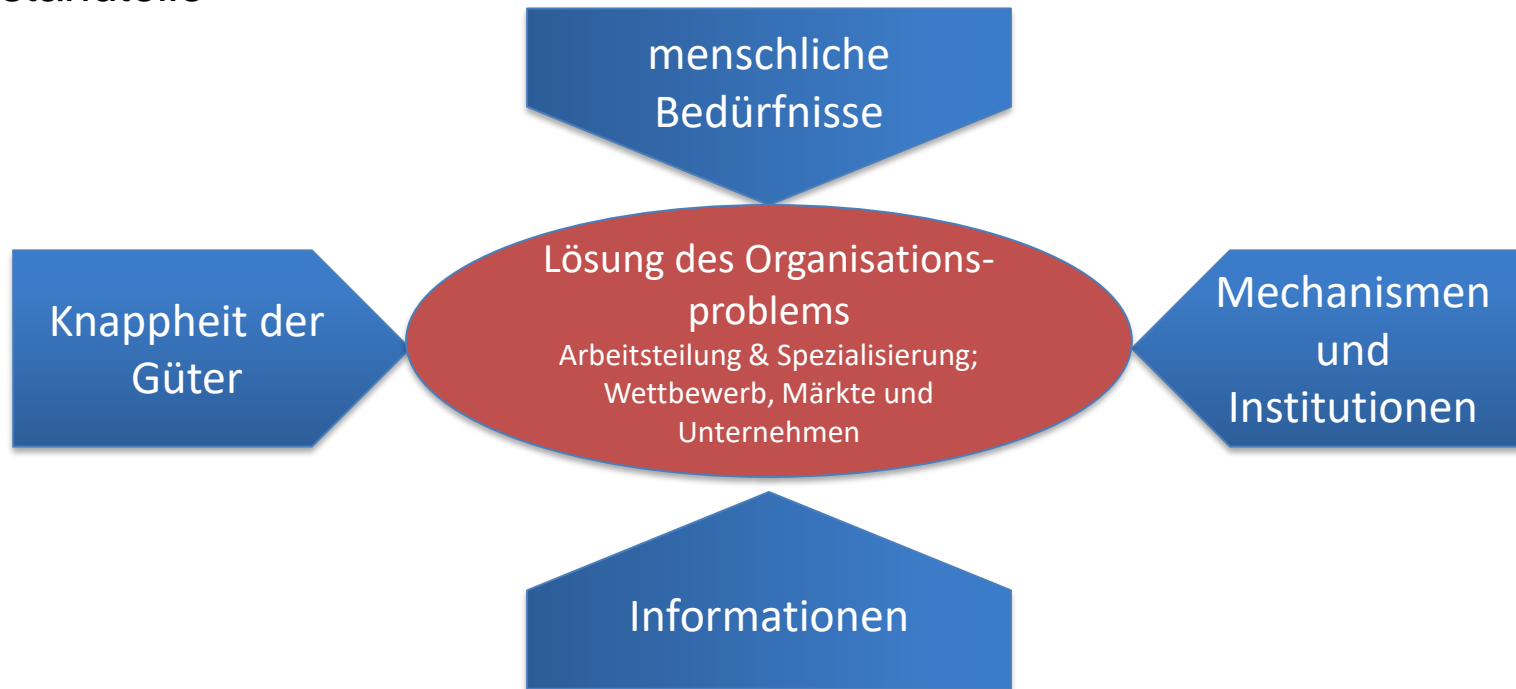 menschliche
Bedürfnisse
Knappheit der
Güter
Lösung des Organisations-
problems
Arbeitsteilung & Spezialisierung;
Wettbewerb, Märkte und
Unternehmen
Mechanismen
und
Institutionen
Informationen